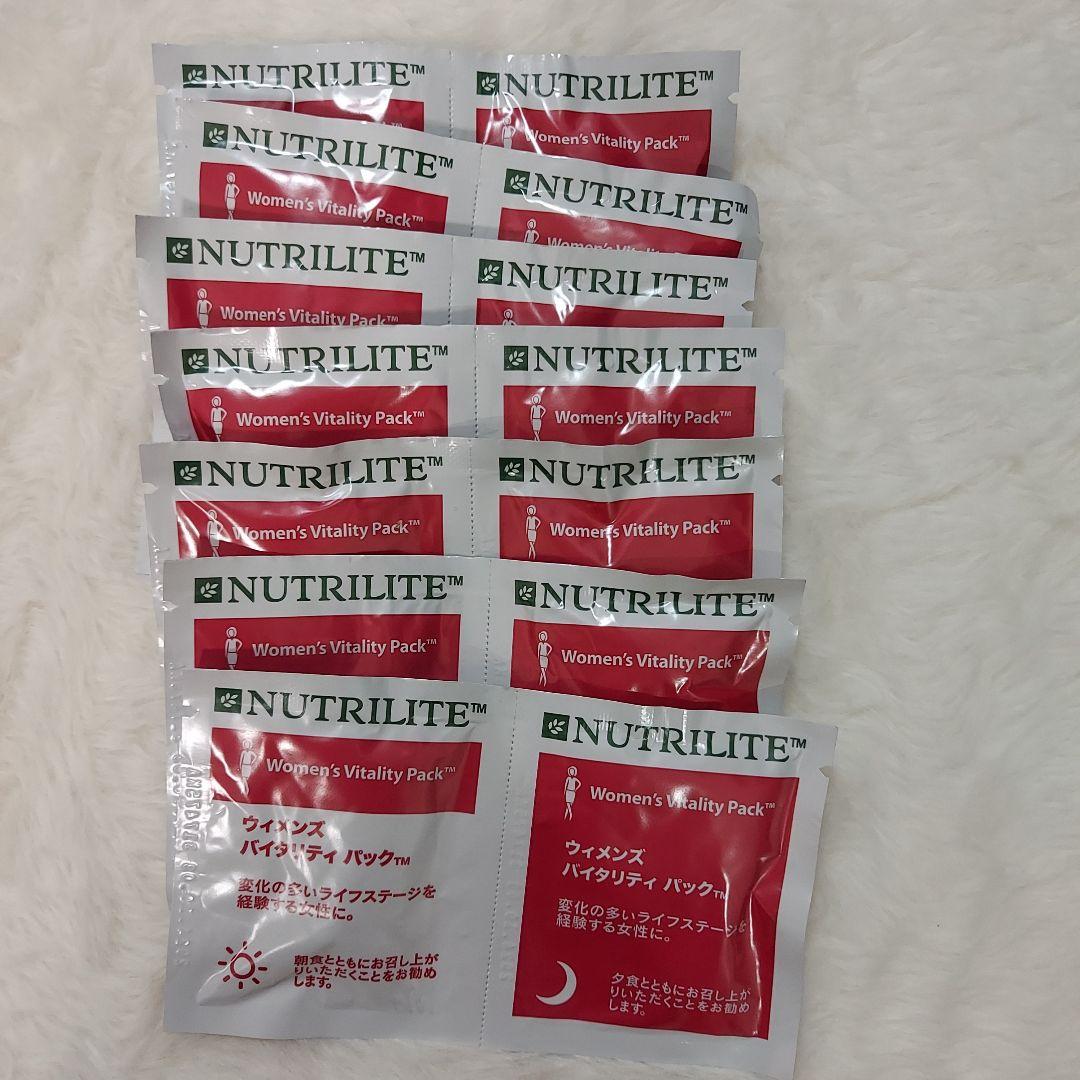 NUTRILITE™
NUTRILITE™
Women's Vitality Pack™
NUTRILITE™
Women's Vitality Pack™
NUTRILITE™
Women's Vitality Pack™
NUTRILITE™
Women's Vitality Pack™
NUTRILITE™
NUTRILITE™
Women's Vitality Pack™
NUTRILITE™
Women's Vitality Pack™
NUTRILITE™
Women's Vitality Pack™
NUTRILITE™
Women's Vitality Pack™
NUTRILITE™
Women's Vitality Pack™
NUTRILITE™
Women's Vitality Pack™
NUTRILITE™
Women's Vitality Pack™
ウィメンズ
バイタリティ パック™
変化の多いライフステージを
経験する女性に。
朝食とともにお召し上が
りいただくことをお勧め
します。
NUTRILITE™
Women's Vitality Pack™
ウィメンズ
バイタリティ パック™
変化の多いライフステージを
経験する女性に。
夕食とともにお召し上が
りいただくことをお勧め
します。